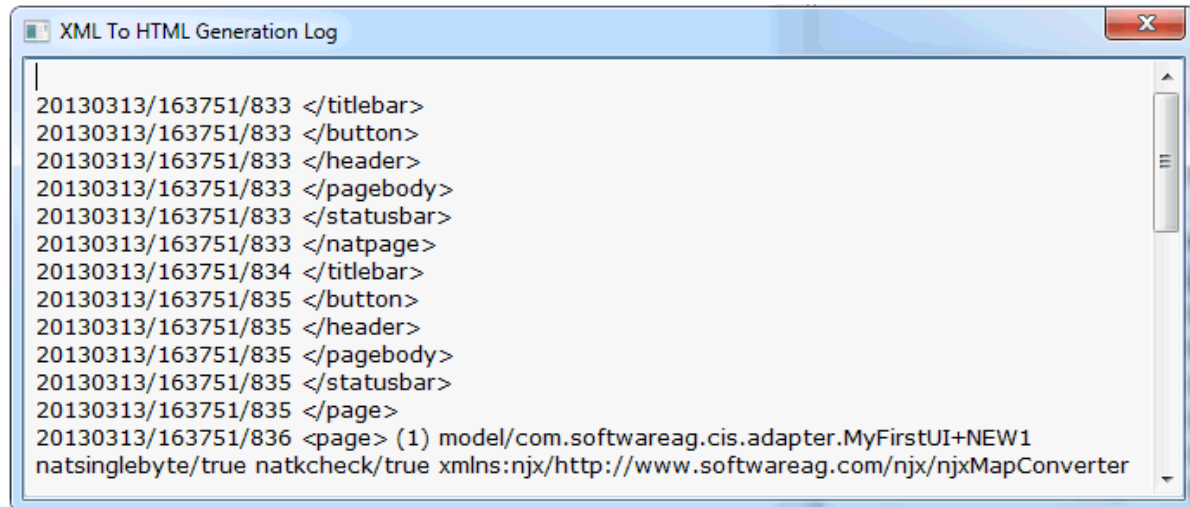 XML To HTML Generation Log
20130313/163751/833 </titlebar>
20130313/163751/833 </button>
20130313/163751/833 </header>
20130313/163751/833 </pagebody>
20130313/163751/833 </statusbar>
20130313/163751/833 </natpage>
20130313/163751/834 </titlebar>
20130313/163751/835 </button>
20130313/163751/835 </header>
20130313/163751/835 </pagebody>
20130313/163751/835 </statusbar>
20130313/163751/835 </page>
20130313/163751/836 <page> (1) model/com.softwareag.cis.adapter.MyFirstUI+NEW1
natsinglebyte/true natkcheck/true xmlns:njx/http://www.softwareag.com/njx/njxMapConverter